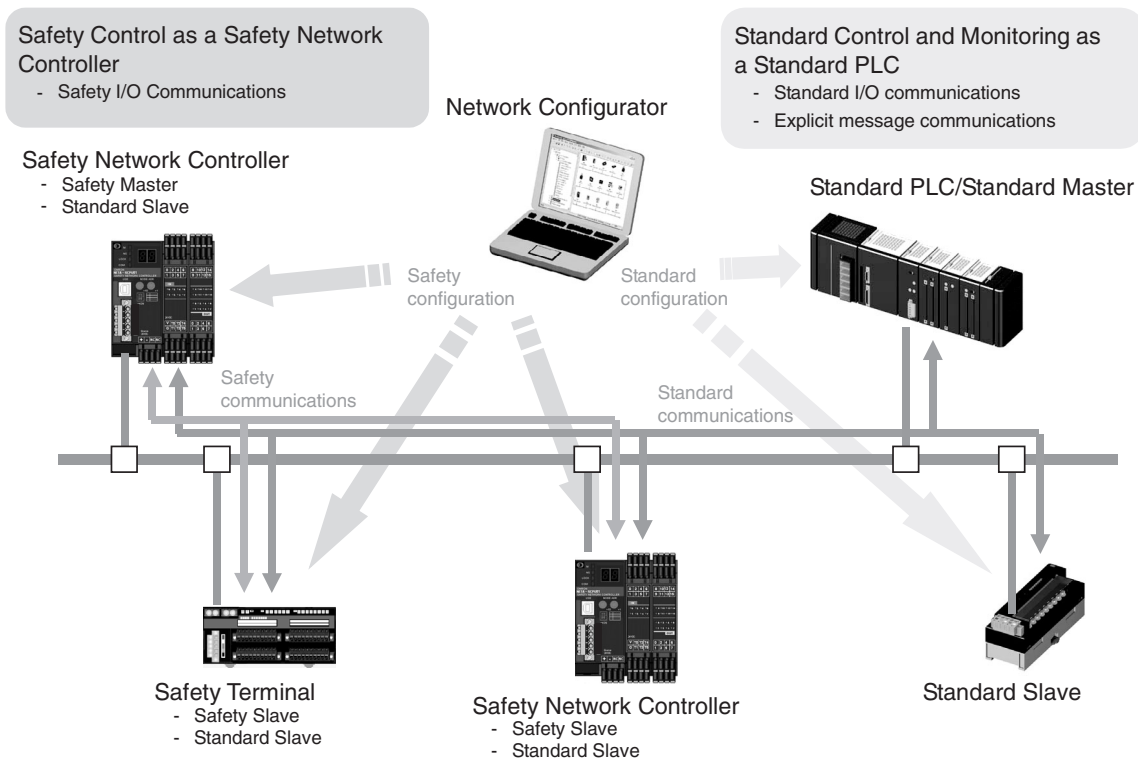 Safety Control as a Safety Network
Controller
- Safety I/O Communications
Standard Control and Monitoring as
a Standard PLC
- Standard I/O communications
- Explicit message communications
Network Configurator
Safety Network Controller
- Safety Master
- Standard Slave
Standard PLC/Standard Master
Safety
configuration
Standard
configuration
Safety
communications
Standard
communications
Safety Terminal
- Safety Slave
- Standard Slave
Safety Network Controller
- Safety Slave
- Standard Slave
Standard Slave